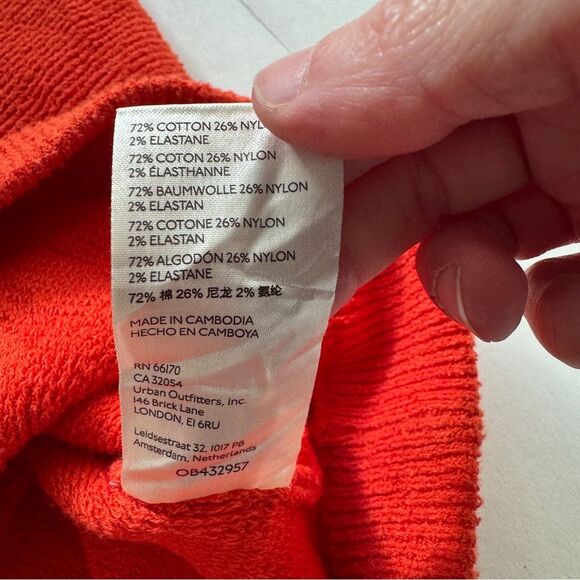 72% COTTON 26% NYL
2% ELASTANE
72% COTON 26% NYLON
2% ÉLASTHANNE
72% BAUMWOLLE 26% NYLON
2% ELASTAN
72% COTONE 26% NYLON
2% ELASTAN
72% ALGODÓN 26% NYLON
2% ELASTANE
72% 棉 26% 尼龙 2% 氨纶
MADE IN CAMBODIA
HECHO EN CAMBOYA
RN 66170
CA 32054
Urban Outfitters, Inc.
146 Brick Lane
LONDON, E1 6RU
Leidsestraat 32, 1017 PB
Amsterdam, Netherlands
OB432957